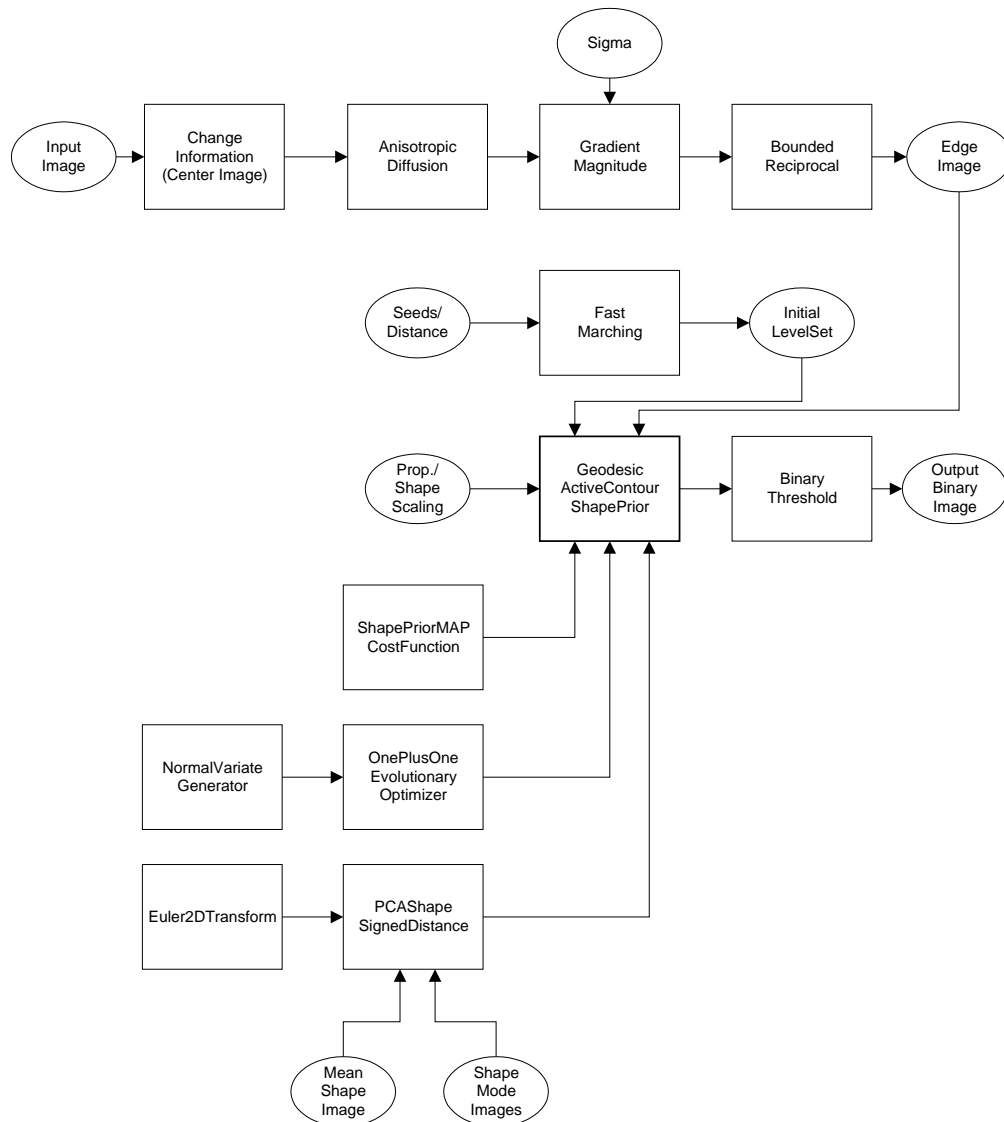 Sigma
Input
Image
Change
Information
(Center Image)
Anisotropic
Diffusion
Gradient
Magnitude
Bounded
Reciprocal
Edge
Image
Seeds/
Distance
Fast
Marching
Initial
LevelSet
Prop./
Shape
Scaling
Geodesic
ActiveContour
ShapePrior
Binary
Threshold
Output
Binary
Image
ShapePriorMAP
CostFunction
NormalVariate
Generator
OnePlusOne
Evolutionary
Optimizer
Euler2DTransform
PCAShape
SignedDistance
Mean
Shape
Image
Shape
Mode
Images